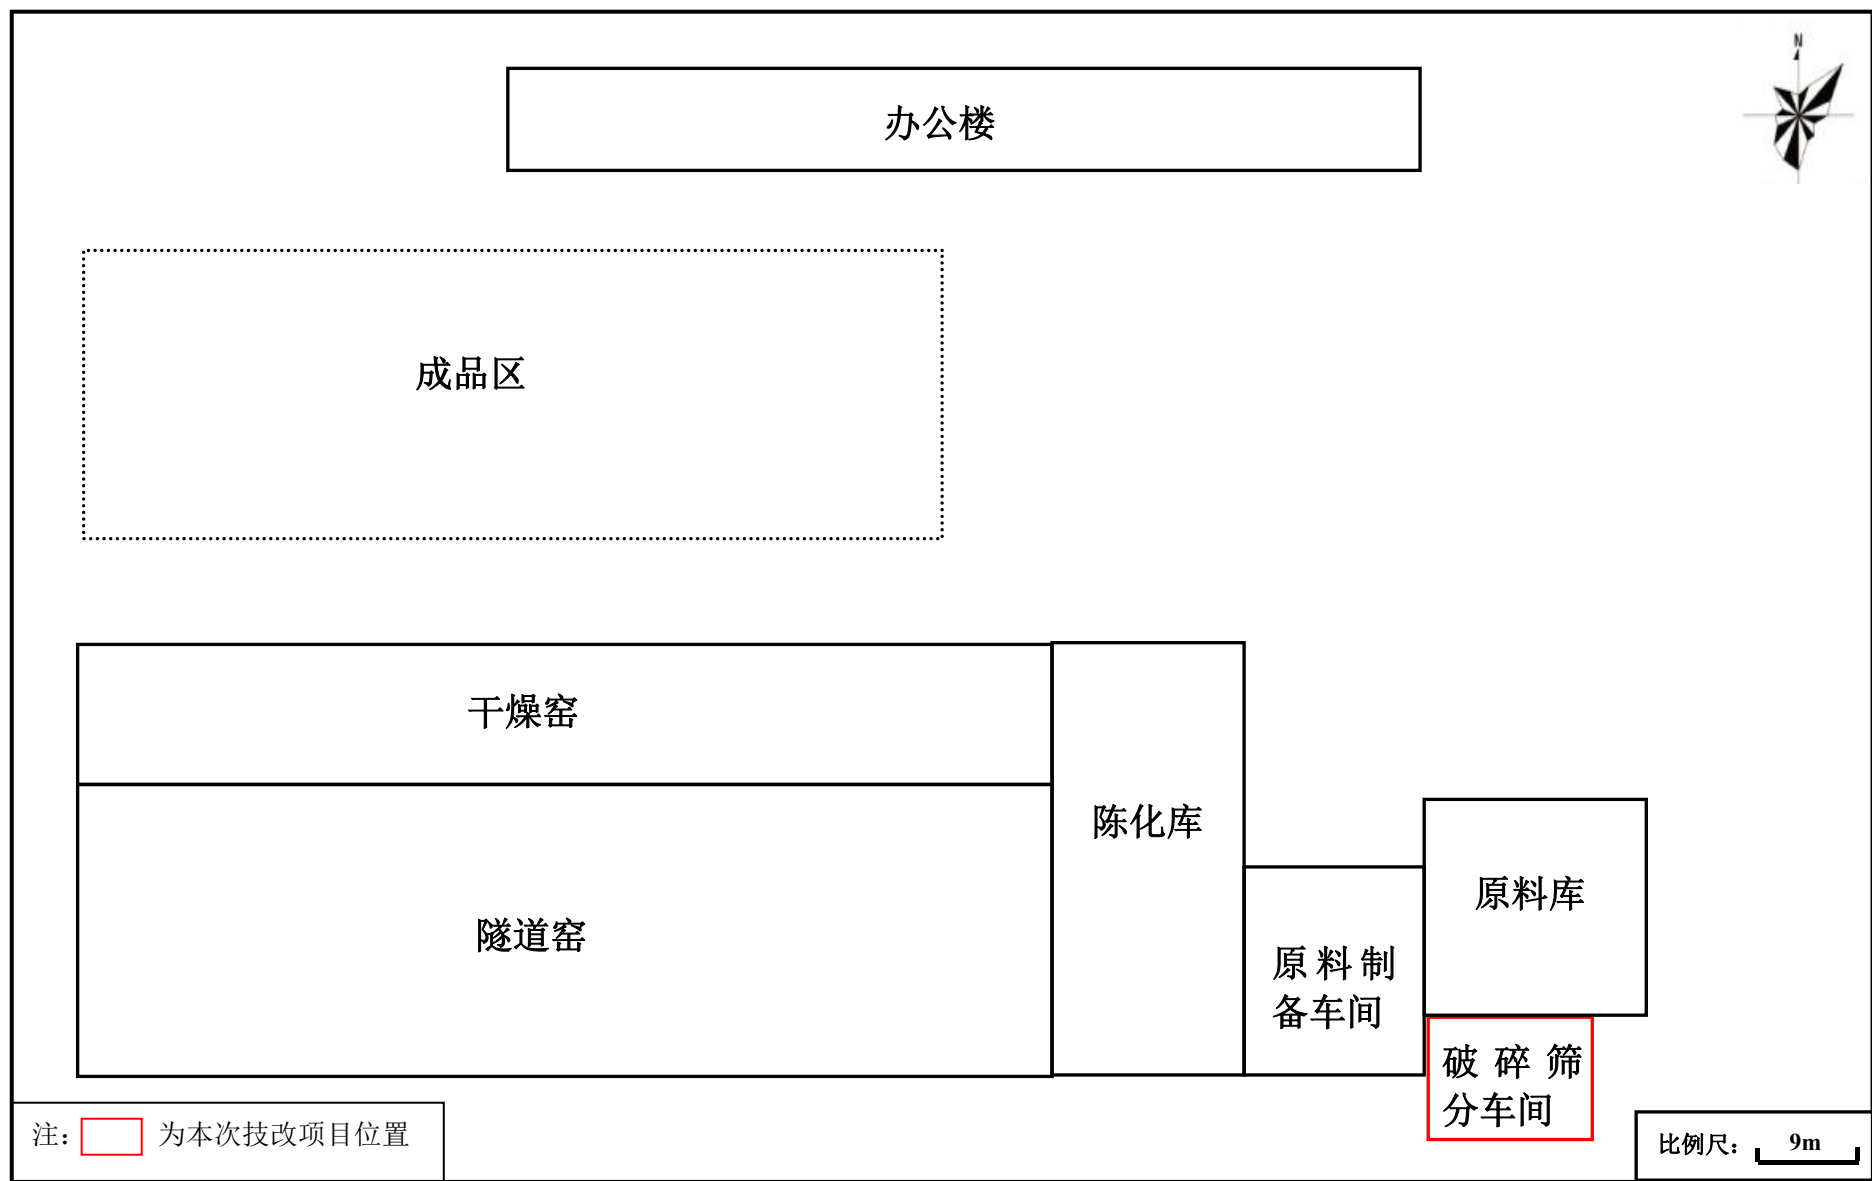 N
办公楼
成品区
干燥窑
陈化库
原料库
隧道窑
原料制
备车间
破碎筛
分车间
注：
为本次技改项目位置
比例尺：
9m